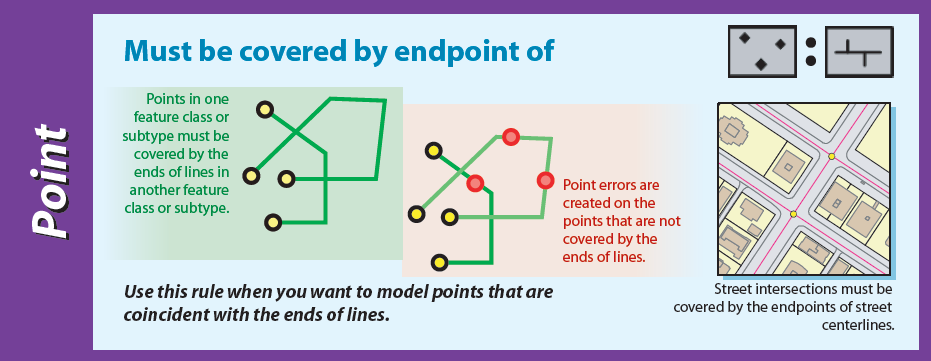 Point
Must be covered by endpoint of
Points in one
feature class or
subtype must be
covered by the
ends of lines in
another feature
class or subtype.
Point errors are
created on the
points that are not
covered by the
ends of lines.
Use this rule when you want to model points that are
coincident with the ends of lines.
Street intersections must be
covered by the endpoints of street
centerlines.